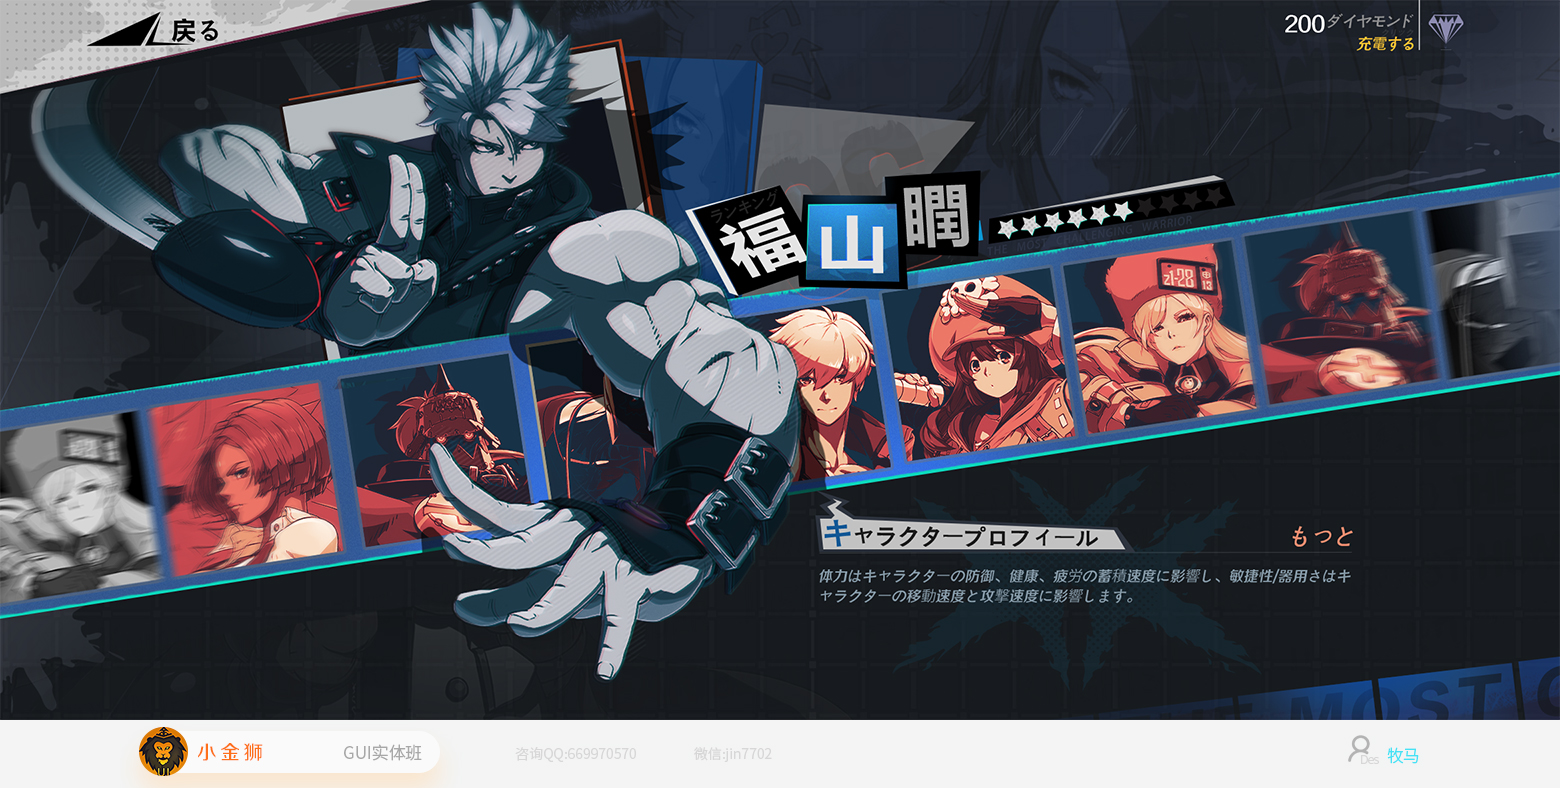 戻る
200ダイヤモンド
充電する
ランキング
福山瞤
THE MOST CHALLENGING WARRIOR
キャラクタープロフィール
もっと
体力はキャラクターの防御、健康、疲労の蓄積速度に影響し、敏捷性/器用さはキ
ャラクターの移動速度と攻撃速度に影響します。
MOST
小金狮
GUI实体班
咨询QQ:669970570
微信:jin7702
Des 牧马